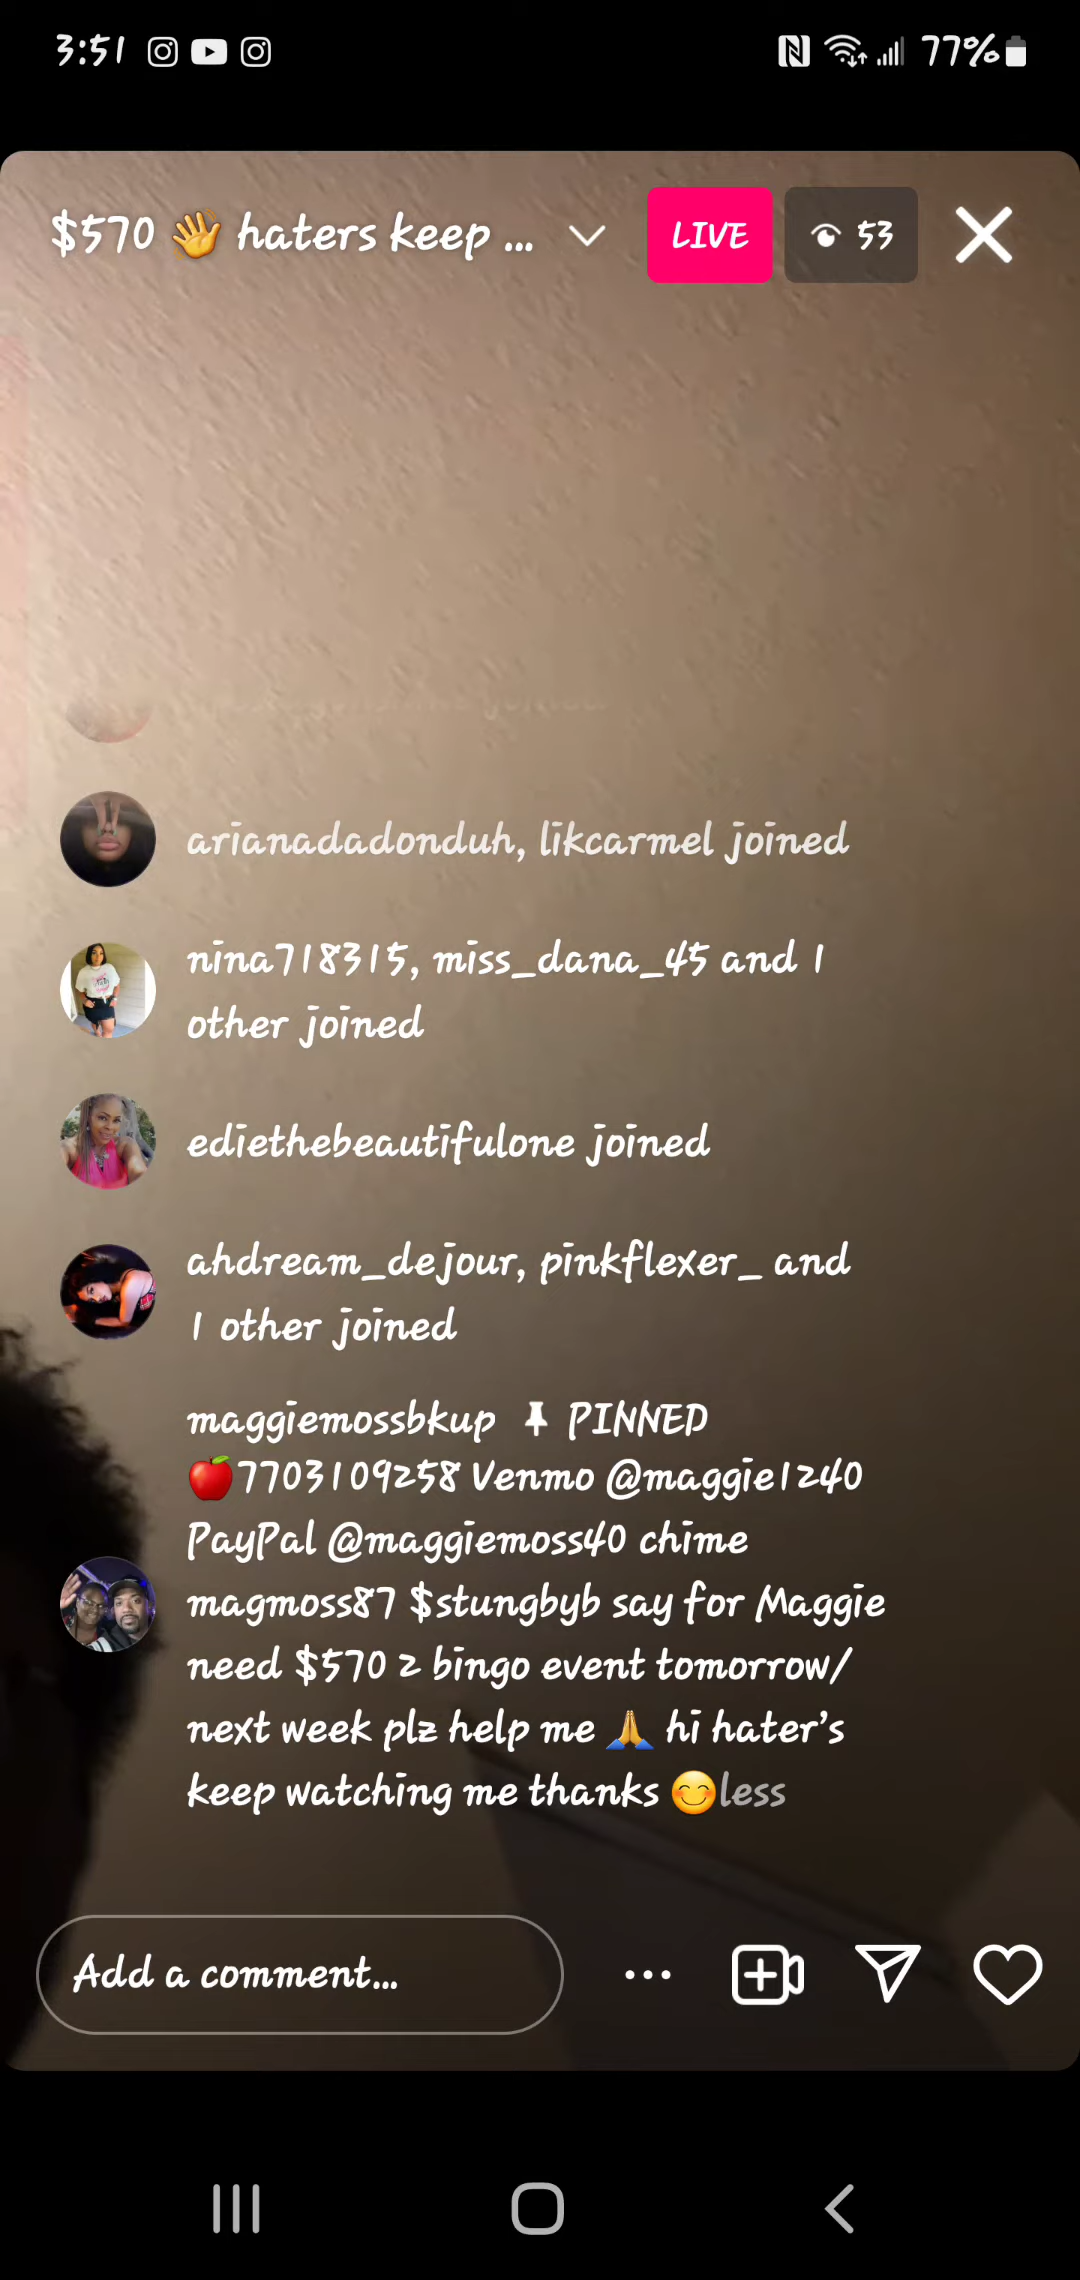 3:51 77%
$570 👋 haters keep ... LIVE 53
joined
arianadadonduh, likcarmel joined
nina718315, miss_dana_45 and 1
other joined
ediethebeautifulone joined
ahdream_dejour, pinkflexer_ and
1 other joined
maggiemossbkup PINNED
🍎7703109258 Venmo @maggie1240
PayPal @maggiemoss40 chime
magmoss87 $stungbyb say for Maggie
need $570 2 bingo event tomorrow/
next week plz help me 🙏 hi hater's
keep watching me thanks 😊less
Add a comment...